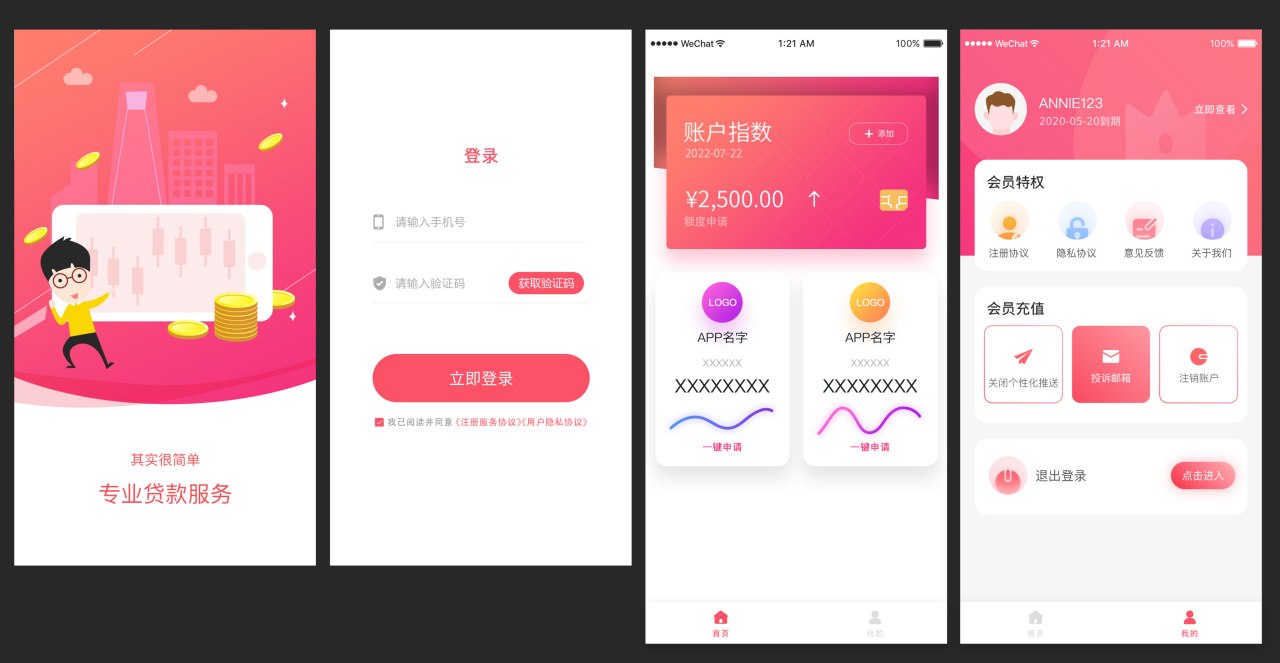 其实很简单
专业贷款服务
登录
请输入手机号
请输入验证码
获取验证码
立即登录
我已阅读并同意《注册服务协议》《用户隐私协议》
WeChat
1:21 AM
100%
账户指数
2022-07-22
+ 添加
¥2,500.00
额度申请
LOGO
APP名字
XXXXXX
XXXXXXXX
一键申请
LOGO
APP名字
XXXXXX
XXXXXXXX
一键申请
首页
我的
WeChat
1:21 AM
100%
ANNIE123
2020-05-20到期
立即查看
会员特权
注册协议
隐私协议
意见反馈
关于我们
会员充值
关闭个性化推送
投诉邮箱
注销账户
退出登录
点击进入
首页
我的